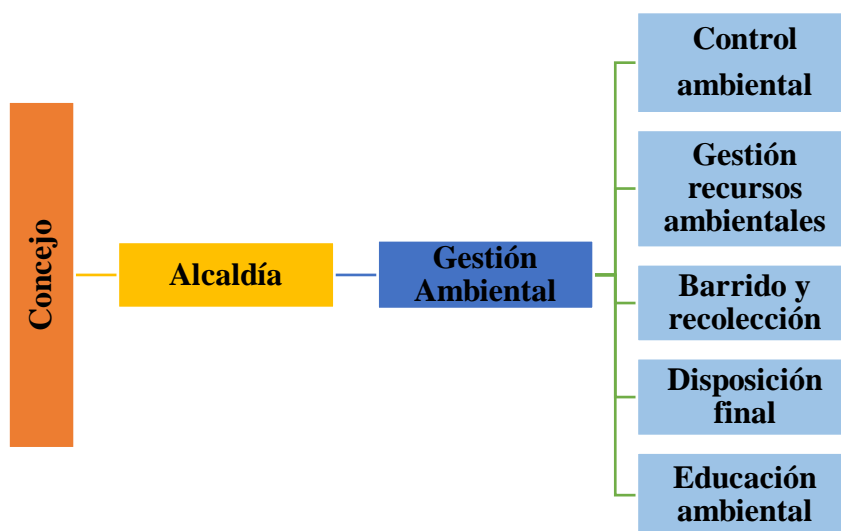 Concejo
Alcaldía
Gestión
Ambiental
Control
ambiental
Gestión
recursos
ambientales
Barrido y
recolección
Disposición
final
Educación
ambiental